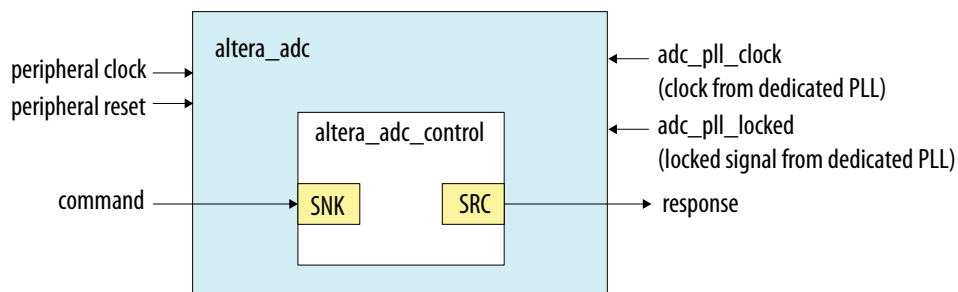 altera_adc
peripheral clock
peripheral reset
adc_pll_clock
(clock from dedicated PLL)
adc_pll_locked
(locked signal from dedicated PLL)
altera_adc_control
command
SNK
SRC
response